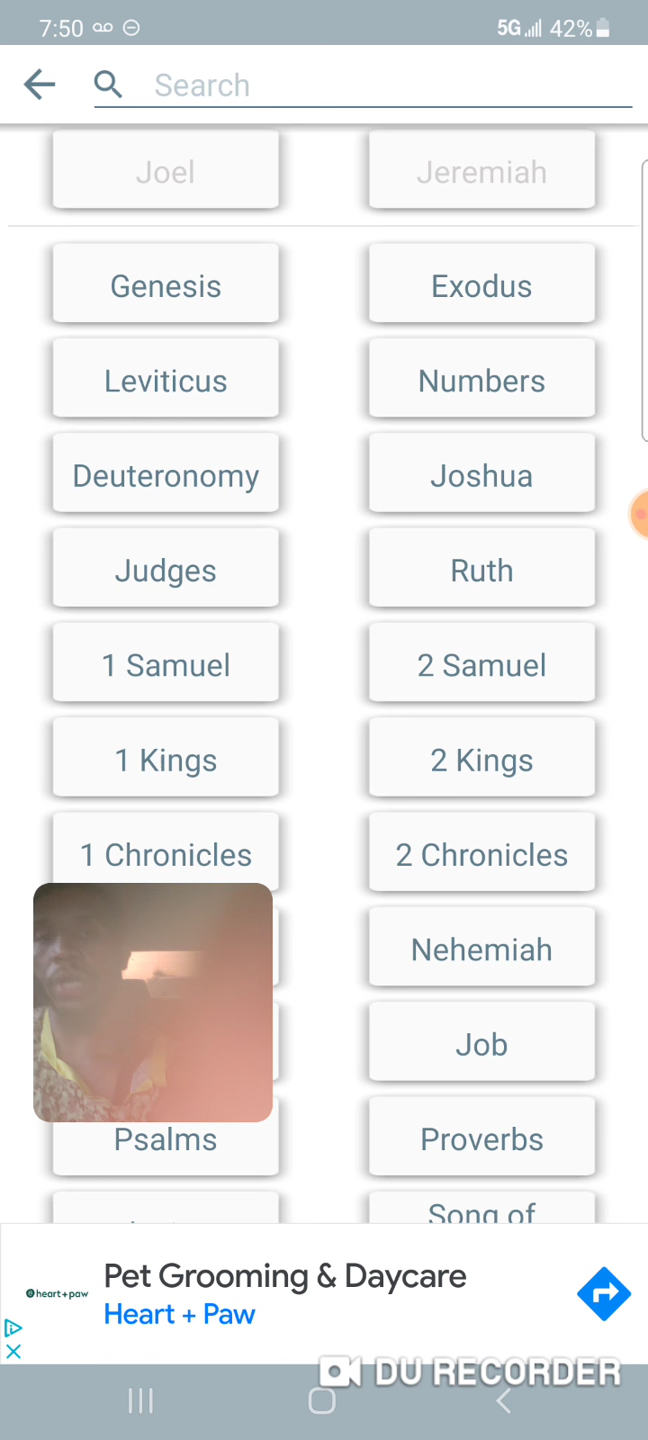 7:50 5G 42%
Search
Joel Jeremiah
Genesis Exodus
Leviticus Numbers
Deuteronomy Joshua
Judges Ruth
1 Samuel 2 Samuel
1 Kings 2 Kings
1 Chronicles 2 Chronicles
Nehemiah
Job
Psalms Proverbs
Song of
Pet Grooming & Daycare
heart+paw
Heart + Paw
DU RECORDER